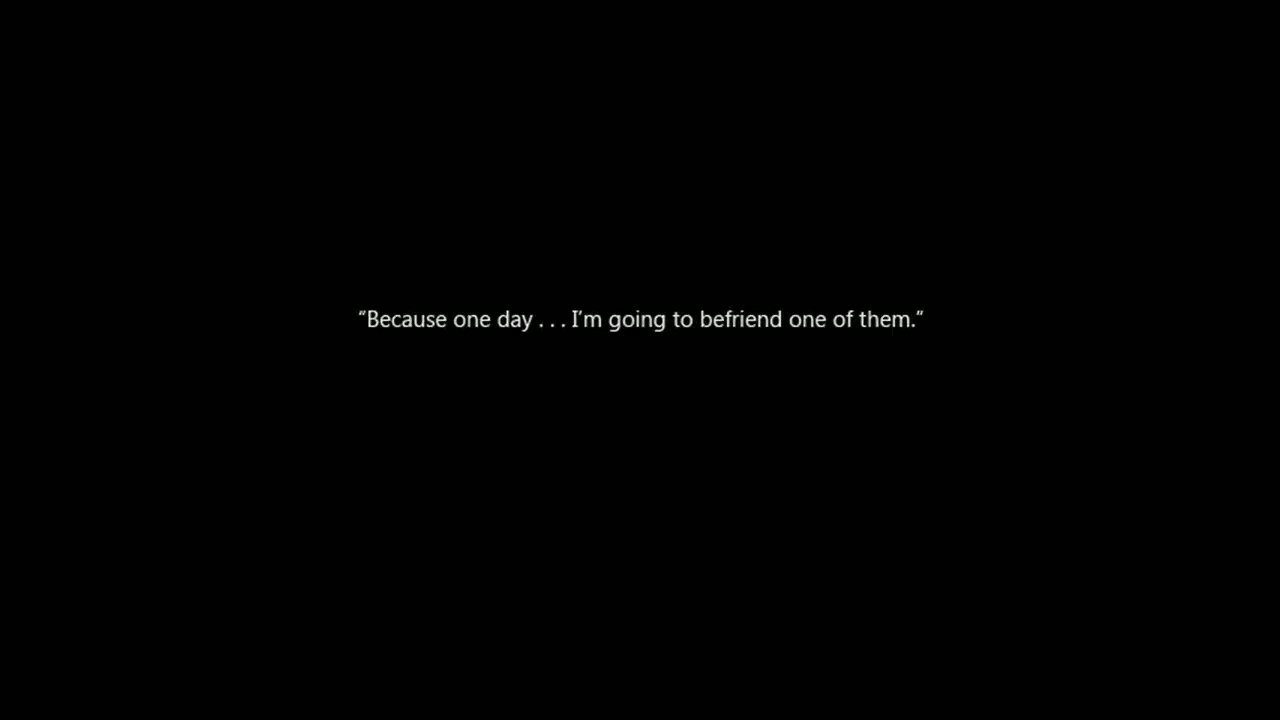 “Because one day . . . I’m going to befriend one of them.”